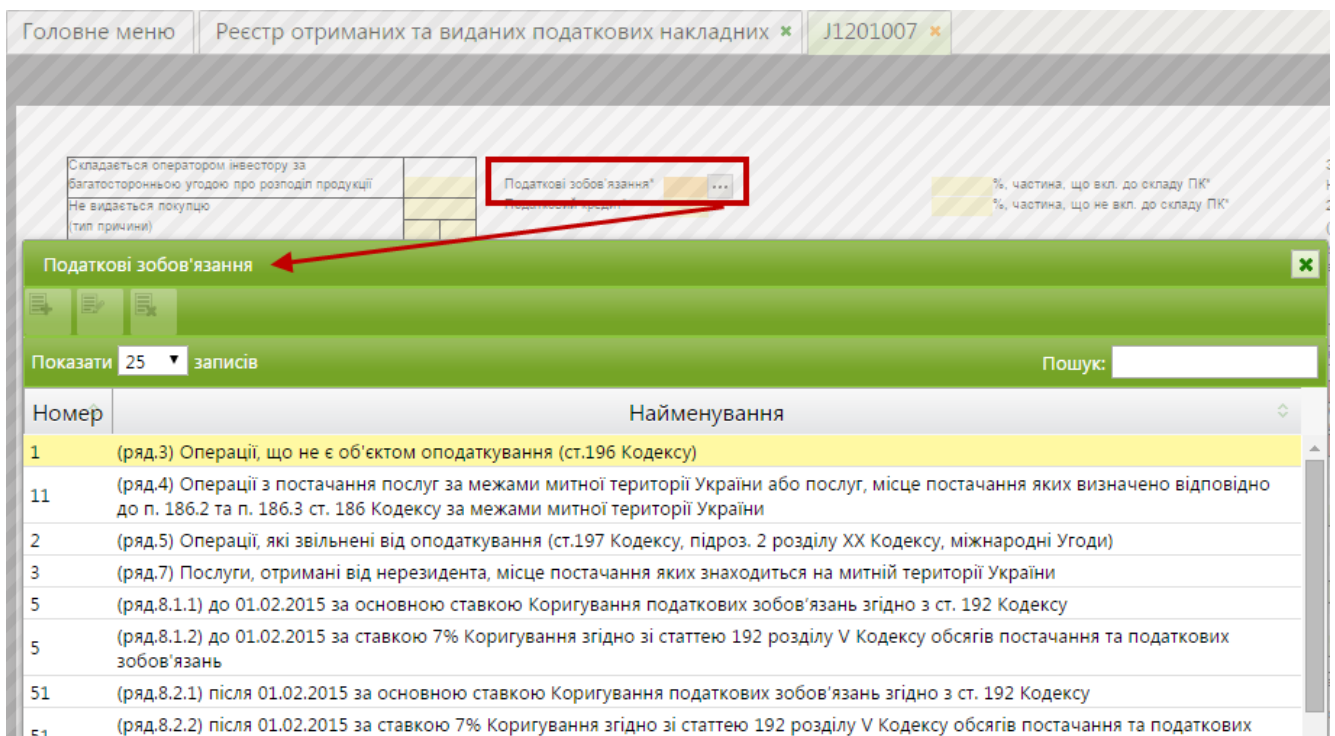 Головне меню Реєстр отриманих та виданих податкових накладних × J1201007 ×
Складається оператором інвестору за
багатосторонньою угодою про розподіл продукції
Не видається покупцю
(тип причини)
Податкові зобов'язання* ...
Податковий кредит
%, частина, що вкл. до складу ПК*
%, частина, що не вкл. до складу ПК*
Податкові зобов'язання
Показати 25 записів Пошук:
Номер Найменування
1 (ряд.3) Операції, що не є об'єктом оподаткування (ст.196 Кодексу)
11 (ряд.4) Операції з постачання послуг за межами митної території України або послуг, місце постачання яких визначено відповідно
до п. 186.2 та п. 186.3 ст. 186 Кодексу за межами митної території України
2 (ряд.5) Операції, які звільнені від оподаткування (ст.197 Кодексу, підроз. 2 розділу XX Кодексу, міжнародні Угоди)
3 (ряд.7) Послуги, отримані від нерезидента, місце постачання яких знаходиться на митній території України
5 (ряд.8.1.1) до 01.02.2015 за основною ставкою Коригування податкових зобов’язань згідно з ст. 192 Кодексу
5 (ряд.8.1.2) до 01.02.2015 за ставкою 7% Коригування згідно зі статтею 192 розділу V Кодексу обсягів постачання та податкових
зобов'язань
51 (ряд.8.2.1) після 01.02.2015 за основною ставкою Коригування податкових зобов’язань згідно з ст. 192 Кодексу
51 (ряд.8.2.2) після 01.02.2015 за ставкою 7% Коригування згідно зі статтею 192 розділу V Кодексу обсягів постачання та податкових